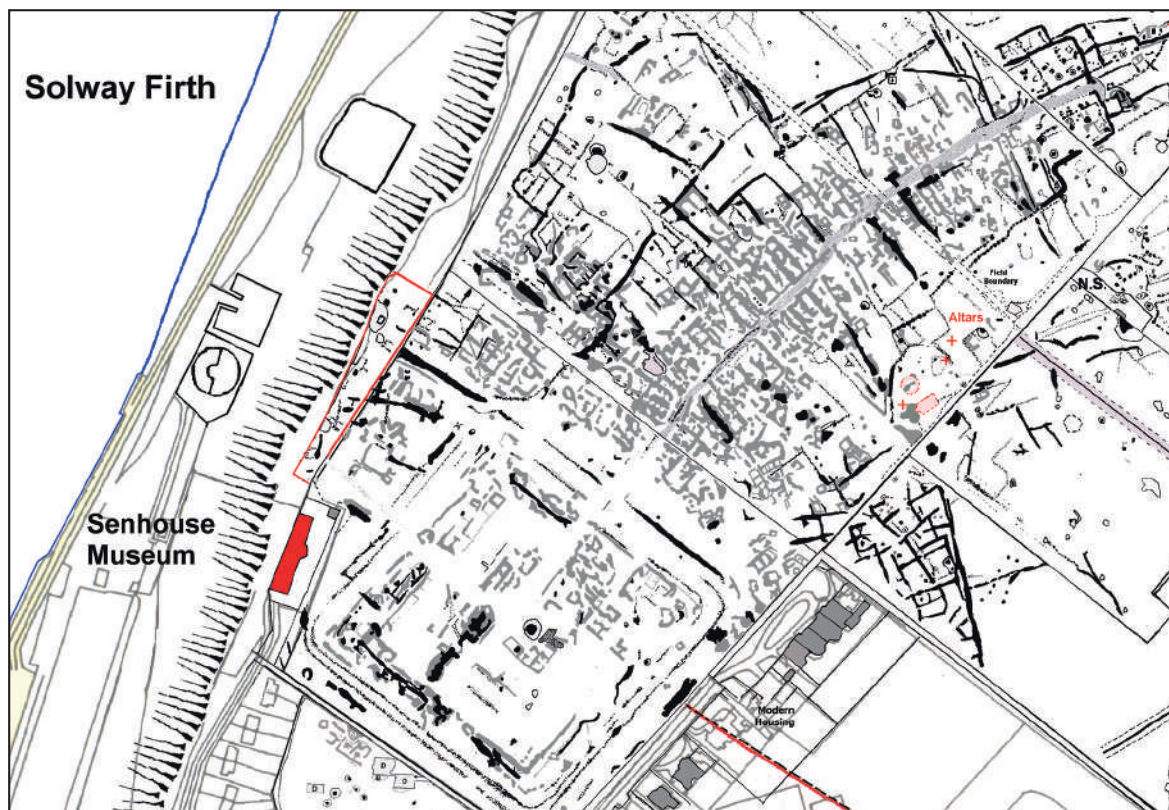 Solway Firth
Field
Boundary
N.S.
Altars
Senhouse
Museum
Modern
Housing
D
D
D
D
D